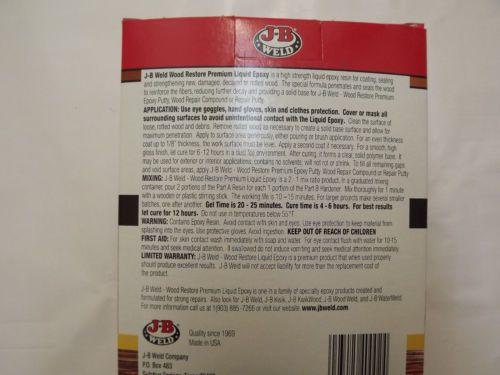 J-B
WELD
J-B Weld Wood Restore Premium Liquid Epoxy is a high strength liquid epoxy resin for coating, sealing
and strengthening new, damaged, decayed or rotted wood. The special formula penetrates and seals the wood
to reinforce the fibers, reducing further decay and providing a solid base for J-B Weld - Wood Restore Premium
Epoxy Putty, Wood Repair Compound or Repair Putty.
APPLICATION: Use eye goggles, hand gloves, skin and clothes protection. Cover or mask all
surrounding surfaces to avoid unintentional contact with the Liquid Epoxy. Clean the surface of
loose, rotted wood and debris. Remove rotted wood as necessary to create a solid base surface and allow for
maximum penetration. Apply to surface area generously, either pouring or brush application. For an even thickness
coat up to 1/8" thickness, the work surface must be level. Apply a second coat if necessary. For a smooth, high
gloss finish, let cure for 6-12 hours in a dust free environment. After curing, it forms a clear, solid polymer base. It
may be used for exterior or interior applications; contains no solvents; will not rot or shrink. To fill all remaining gaps
and void surface areas, apply J-B Weld - Wood Restore Premium Epoxy Putty, Wood Repair Compound or Repair Putty
MIXING: J-B Weld - Wood Restore Premium Liquid Epoxy is a 2 : 1 mix ratio product. In a graduated mixing
container, pour 2 portions of the Part A Resin for each 1 portion of the Part B Hardener. Mix thoroughly for 1 minute
with a wooden or plastic stirring stick. The working life is 10 – 15 minutes. For larger projects make several smaller
batches, one after another. Gel Time is 20 - 25 minutes. Cure time is 4 - 6 hours. For best results
let cure for 12 hours. Do not use in temperatures below 55°F.
WARNING: Contains Epoxy Resin. Avoid contact with skin and eyes. Use eye protection to keep material from
splashing into the eyes. Use protective gloves. Avoid ingestion. KEEP OUT OF REACH OF CHILDREN
FIRST AID: For skin contact wash immediately with soap and water. For eye contact flush with water for 10-15
minutes and seek medical attention. If swallowed do not induce vomiting and seek medical attention immediately.
LIMITED WARRANTY: J-B Weld - Wood Restore Liquid Epoxy is a premium product that when used properly
should produce excellent results. J-B Weld will not accept liability for more than the replacement cost of
the product.
J-B Weld - Wood Restore Premium Liquid Epoxy is one in a family of specialty epoxy products created and
formulated for strong repairs. Also look for J-B Weld, J-B Kwik, J-B KwikWood, J-B Wood Weld, and J-B WaterWeld.
For more information call us at 1(903) 885-7266 or visit our website www.jbweld.com
J-B
WELD
Quality since 1969
Made in USA
J-B Weld Company
P.O. Box 483